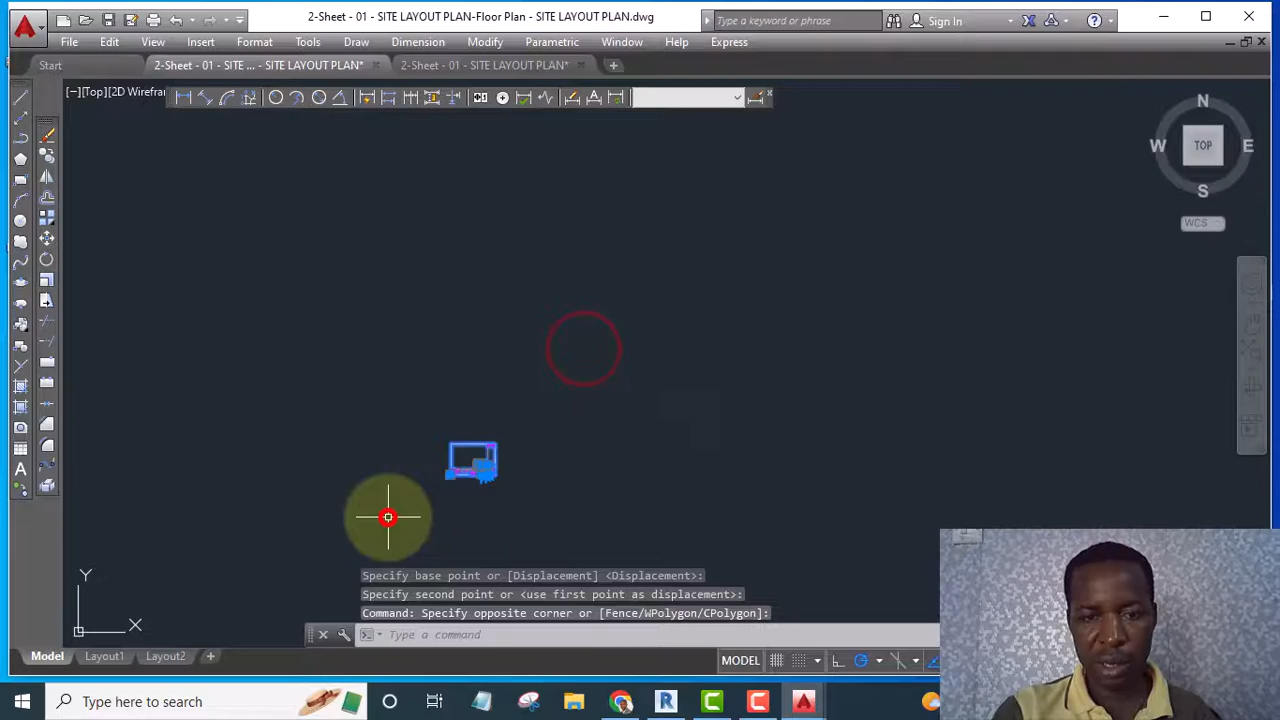 2-Sheet - 01 - SITE LAYOUT PLAN-Floor Plan - SITE LAYOUT PLAN.dwg
Type a keyword or phrase
Sign In
File Edit View Insert Format Tools Draw Dimension Modify Parametric Window Help Express
Start
2-Sheet - 01 - SITE ... - SITE LAYOUT PLAN*
2-Sheet - 01 - SITE LAYOUT PLAN*
[−][Top][2D Wirefram
N
W
TOP
E
S
WCS
Y
X
Specify base point or [Displacement] <Displacement>:
Specify second point or <use first point as displacement>:
Command: Specify opposite corner or [Fence/WPolygon/CPolygon]:
Type a command
Model
Layout1
Layout2
MODEL
Type here to search